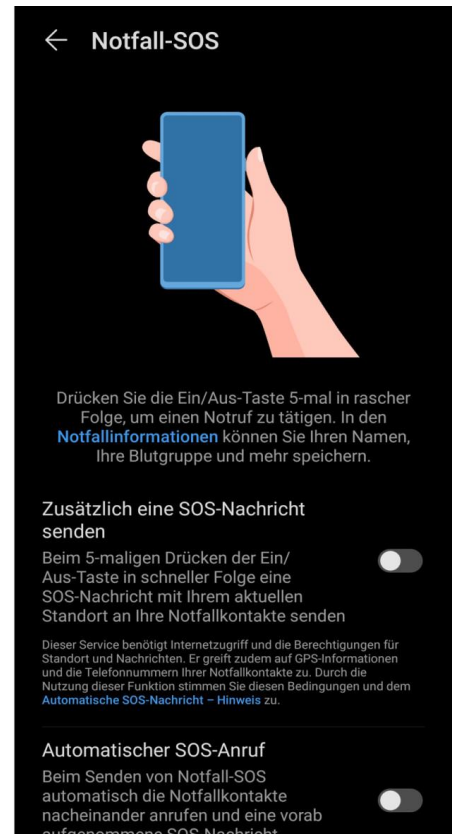 Notfall-SOS
Drücken Sie die Ein/Aus-Taste 5-mal in rascher
Folge, um einen Notruf zu tätigen. In den
Notfallinformationen können Sie Ihren Namen,
Ihre Blutgruppe und mehr speichern.
Zusätzlich eine SOS-Nachricht
senden
Beim 5-maligen Drücken der Ein/
Aus-Taste in schneller Folge eine
SOS-Nachricht mit Ihrem aktuellen
Standort an Ihre Notfallkontakte senden
Dieser Service benötigt Internetzugriff und die Berechtigungen für
Standort und Nachrichten. Er greift zudem auf GPS-Informationen
und die Telefonnummern Ihrer Notfallkontakte zu. Durch die
Nutzung dieser Funktion stimmen Sie diesen Bedingungen und dem
Automatische SOS-Nachricht – Hinweis zu.
Automatischer SOS-Anruf
Beim Senden von Notfall-SOS
automatisch die Notfallkontakte
nacheinander anrufen und eine vorab
aufgenommene SOS-Nachricht